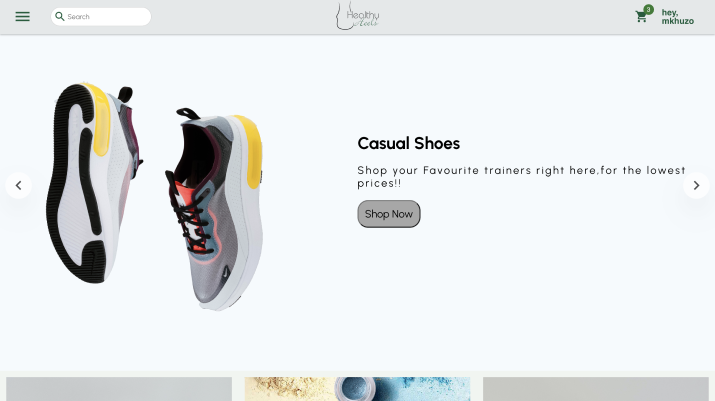 Search
Healthy
Heels
3
hey,
mkhuzo
Casual Shoes
Shop your Favourite trainers right here,for the lowest
prices!!
Shop Now